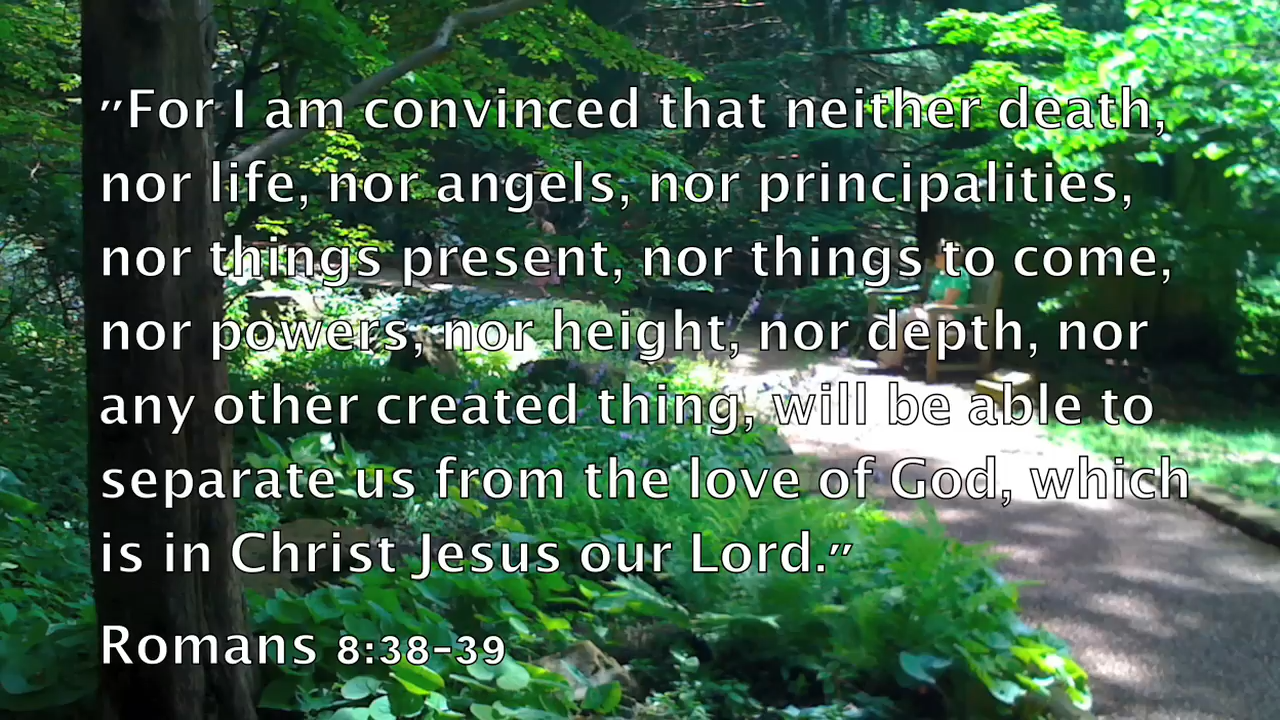 "For I am convinced that neither death,
nor life, nor angels, nor principalities,
nor things present, nor things to come,
nor powers, nor height, nor depth, nor
any other created thing, will be able to
separate us from the love of God, which
is in Christ Jesus our Lord."
Romans 8:38-39